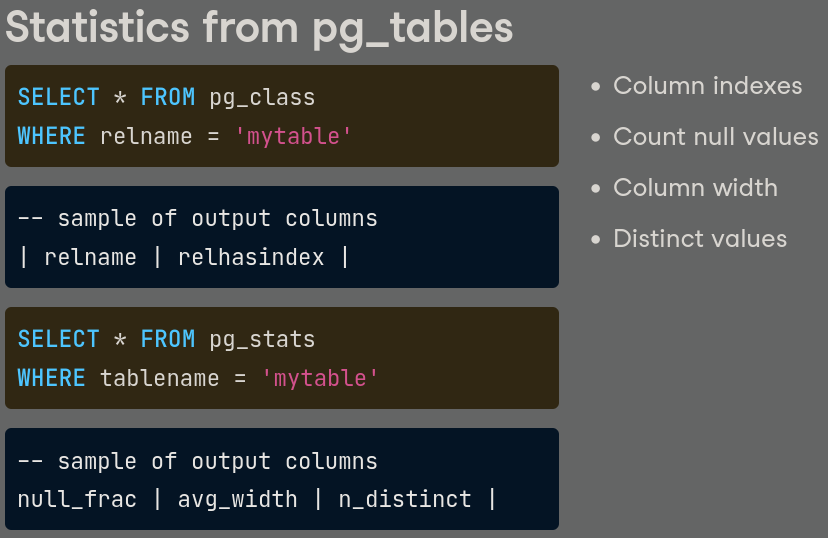 Statistics from pg_tables
SELECT * FROM pg_class
WHERE relname = 'mytable'
-- sample of output columns
| relname | relhasindex |
SELECT * FROM pg_stats
WHERE tablename = 'mytable'
-- sample of output columns
null_frac | avg_width | n_distinct |
• Column indexes
• Count null values
• Column width
• Distinct values